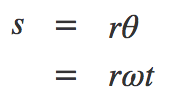 s = rθ
= rωt